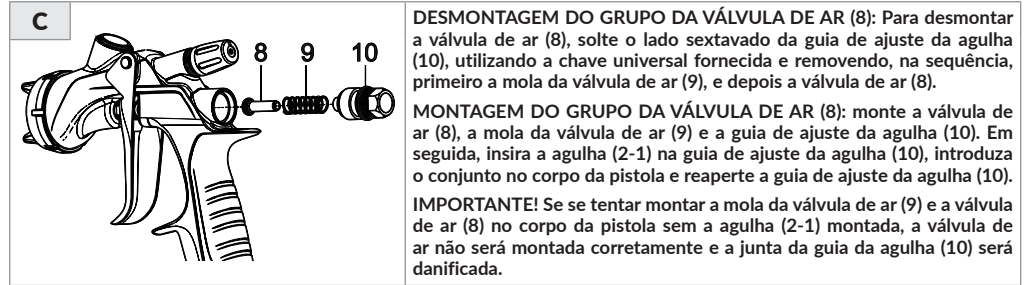 C
8 9 10
DESMONTAGEM DO GRUPO DA VÁLVULA DE AR (8): Para desmontar
a válvula de ar (8), solte o lado sextavado da guia de ajuste da agulha
(10), utilizando a chave universal fornecida e removendo, na sequência,
primeiro a mola da válvula de ar (9), e depois a válvula de ar (8).
MONTAGEM DO GRUPO DA VÁLVULA DE AR (8): monte a válvula de
ar (8), a mola da válvula de ar (9) e a guia de ajuste da agulha (10). Em
seguida, insira a agulha (2-1) na guia de ajuste da agulha (10), introduza
o conjunto no corpo da pistola e reaperte a guia de ajuste da agulha (10).
IMPORTANTE! Se se tentar montar a mola da válvula de ar (9) e a válvula
de ar (8) no corpo da pistola sem a agulha (2-1) montada, a válvula de
ar não será montada corretamente e a junta da guia da agulha (10) será
danificada.